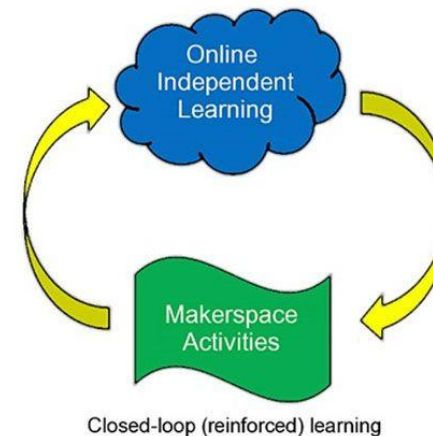 Online
Independent
Learning
Makerspace
Activities
Closed-loop (reinforced) learning